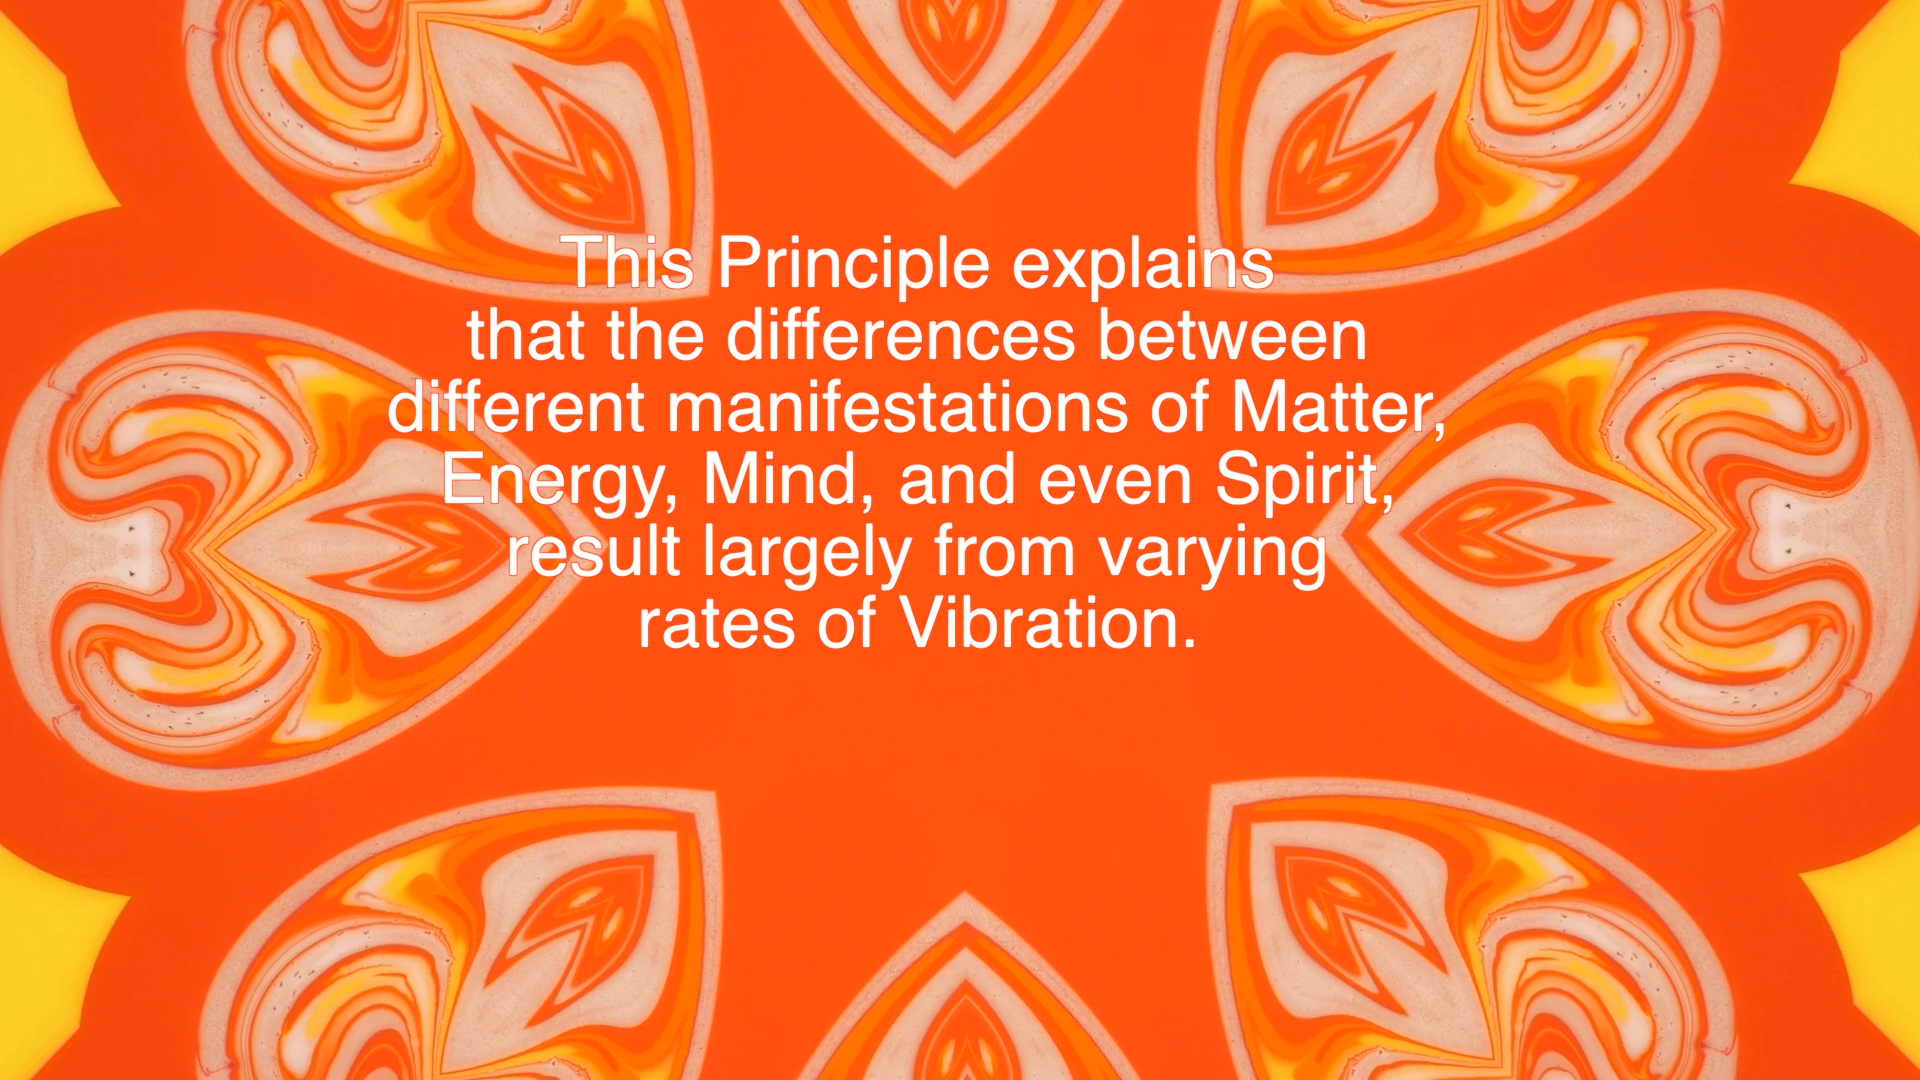 This Principle explains
that the differences between
different manifestations of Matter,
Energy, Mind, and even Spirit,
result largely from varying
rates of Vibration.